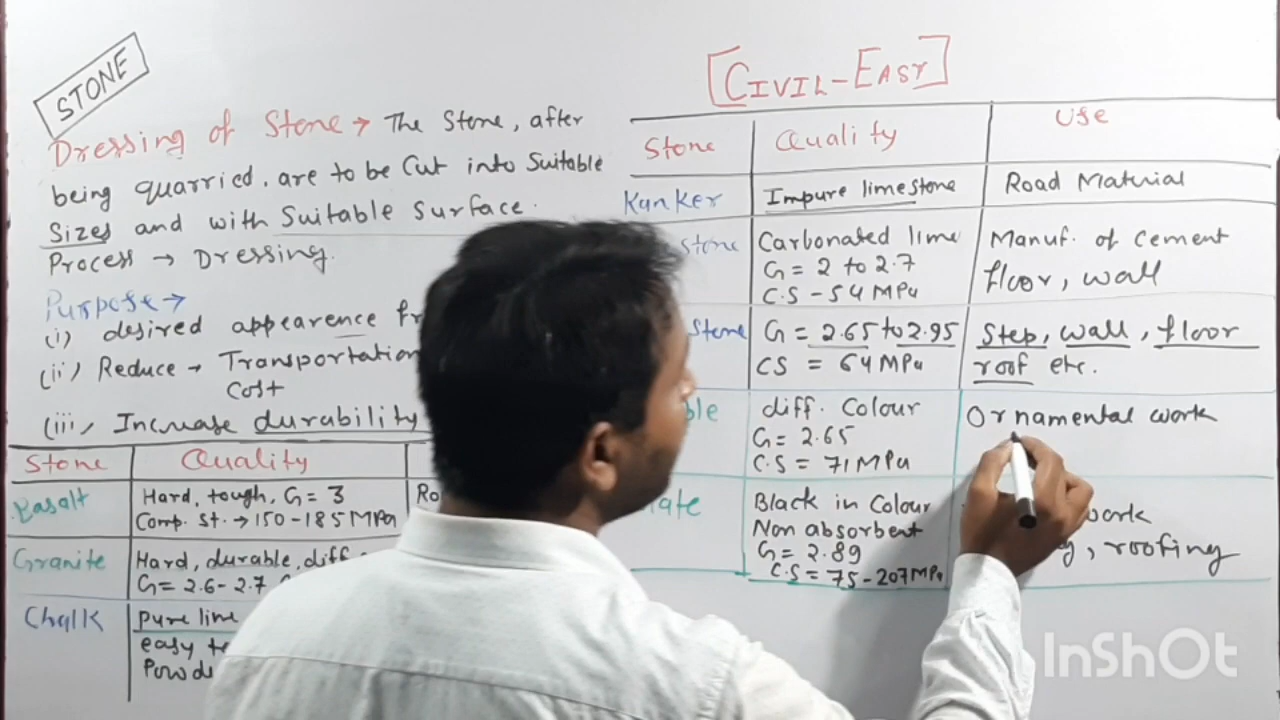 STONE
Dressing of Stone → The Stone, after
being quarried. are to be Cut into Suitable
Sizes and with Suitable Surface.
Process → Dressing.
Purpose →
(i) desired appearence
(ii) Reduce → Transportation
Cost
(iii) Increase durability
Stone Quality
Basalt Hard, tough, G = 3
Comp. st. → 150 - 185 MPa
Granite Hard, durable, diff
G = 2.6 - 2.7
Chalk Pure lime
easy
[CIVIL-EASY]
Stone Quality Use
Kanker Impure limestone Road Material
Stone Carbonated lime Manuf. of cement
G = 2 to 2.7 floor, wall
C.S - 54 MPa
Stone G = 2.65 to 2.95 Step, wall, floor
CS = 64 MPa roof etc.
diff. Colour Ornamental work
G = 2.65
C.S = 71 MPa
Black in Colour work
Non absorbent
G = 2.89 roofing
C.S = 75 - 207 MPa
InShOt